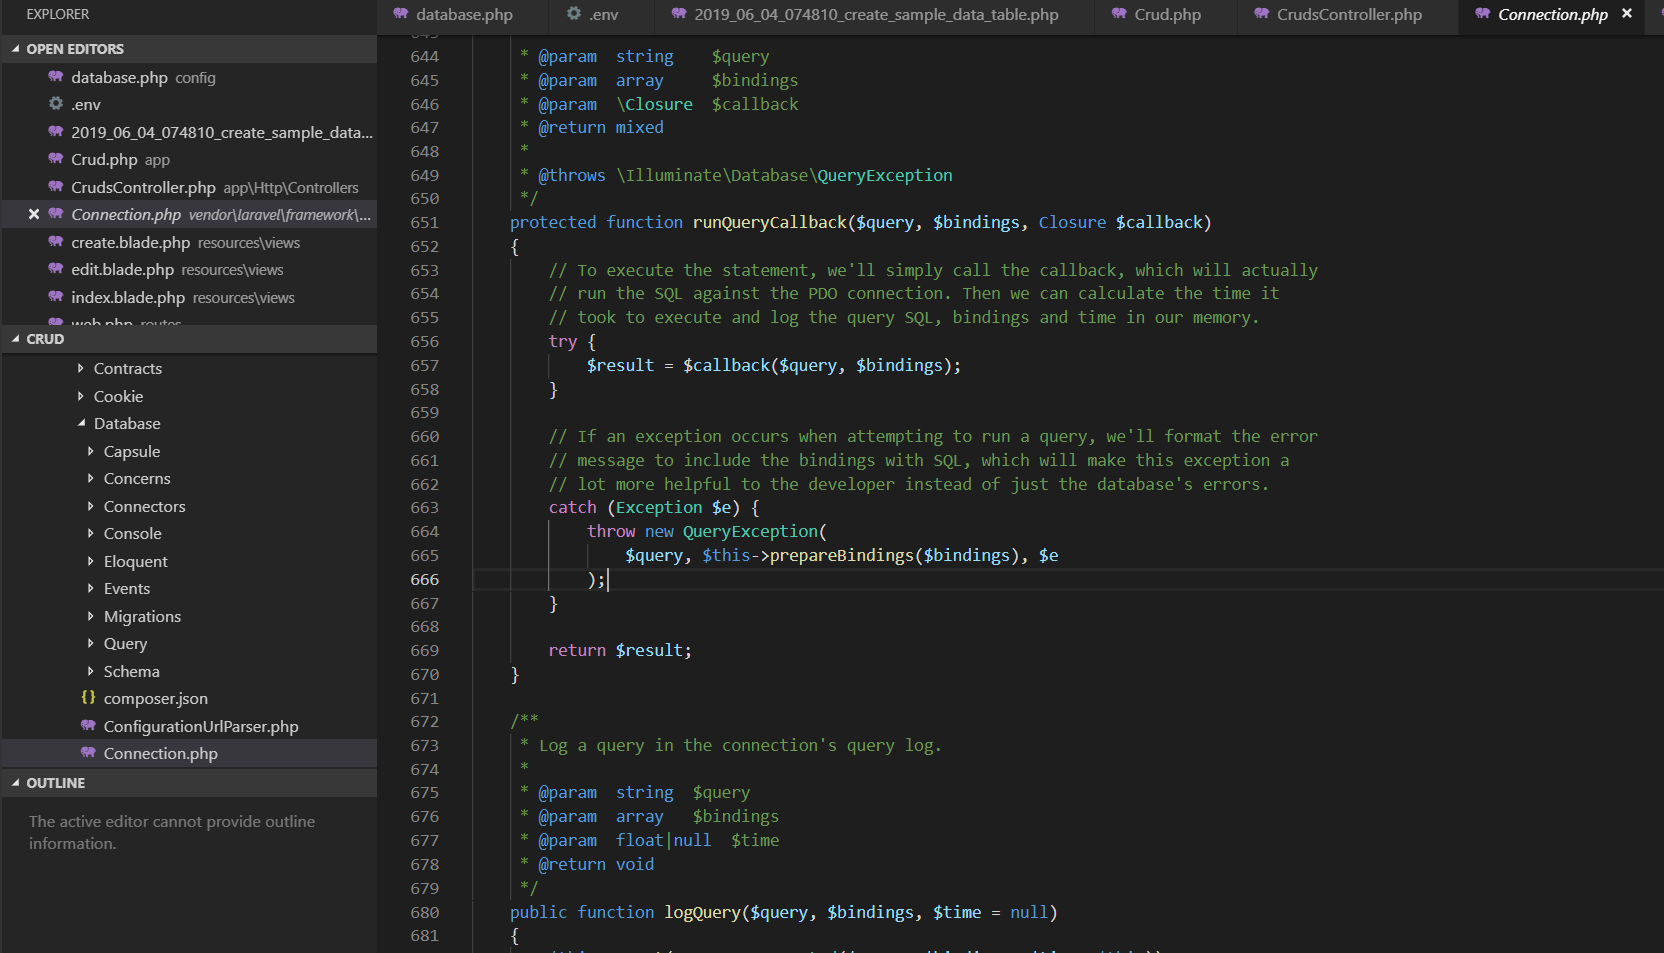 EXPLORER
OPEN EDITORS
database.php config
.env
2019_06_04_074810_create_sample_data...
Crud.php app
CrudsController.php app\Http\Controllers
Connection.php vendor\laravel\framework\...
create.blade.php resources\views
edit.blade.php resources\views
index.blade.php resources\views
web.php routes
CRUD
Contracts
Cookie
Database
Capsule
Concerns
Connectors
Console
Eloquent
Events
Migrations
Query
Schema
{} composer.json
ConfigurationUrlParser.php
Connection.php
OUTLINE
The active editor cannot provide outline
information.
database.php .env 2019_06_04_074810_create_sample_data_table.php Crud.php CrudsController.php Connection.php
644 * @param string $query
645 * @param array $bindings
646 * @param \Closure $callback
647 * @return mixed
648 *
649 * @throws \Illuminate\Database\QueryException
650 */
651 protected function runQueryCallback($query, $bindings, Closure $callback)
652 {
653 // To execute the statement, we'll simply call the callback, which will actually
654 // run the SQL against the PDO connection. Then we can calculate the time it
655 // took to execute and log the query SQL, bindings and time in our memory.
656 try {
657 $result = $callback($query, $bindings);
658 }
659
660 // If an exception occurs when attempting to run a query, we'll format the error
661 // message to include the bindings with SQL, which will make this exception a
662 // lot more helpful to the developer instead of just the database's errors.
663 catch (Exception $e) {
664 throw new QueryException(
665 $query, $this->prepareBindings($bindings), $e
666 );
667 }
668
669 return $result;
670 }
671
672 /**
673 * Log a query in the connection's query log.
674 *
675 * @param string $query
676 * @param array $bindings
677 * @param float|null $time
678 * @return void
679 */
680 public function logQuery($query, $bindings, $time = null)
681 {